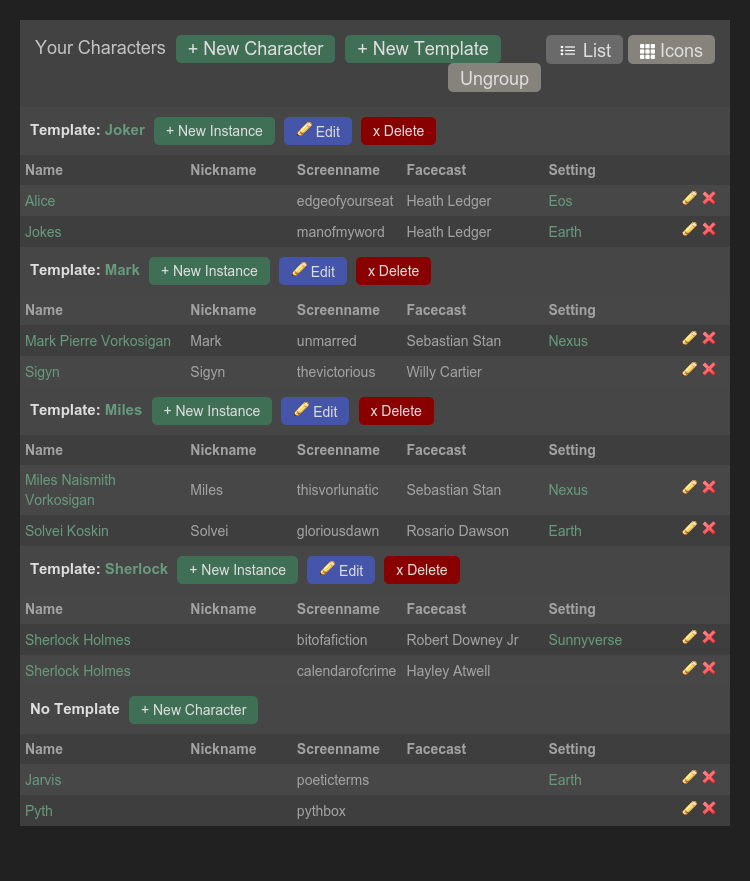 Your Characters + New Character + New Template List Icons
Ungroup
Template: Joker + New Instance Edit x Delete
Name Nickname Screenname Facecast Setting
Alice edgeofyourseat Heath Ledger Eos
Jokes manofmyword Heath Ledger Earth
Template: Mark + New Instance Edit x Delete
Name Nickname Screenname Facecast Setting
Mark Pierre Vorkosigan Mark unmarred Sebastian Stan Nexus
Sigyn Sigyn thevictorious Willy Cartier
Template: Miles + New Instance Edit x Delete
Name Nickname Screenname Facecast Setting
Miles Naismith
Vorkosigan Miles thisvorlunatic Sebastian Stan Nexus
Solvei Koskin Solvei gloriousdawn Rosario Dawson Earth
Template: Sherlock + New Instance Edit x Delete
Name Nickname Screenname Facecast Setting
Sherlock Holmes bitofafiction Robert Downey Jr Sunnyverse
Sherlock Holmes calendarofcrime Hayley Atwell
No Template + New Character
Name Nickname Screenname Facecast Setting
Jarvis poeticterms Earth
Pyth pythbox